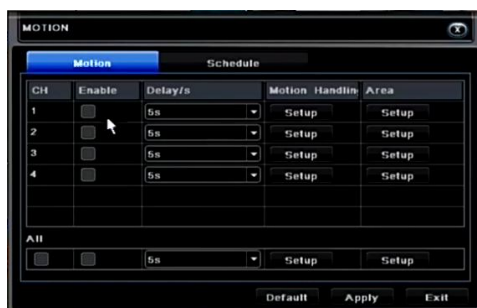 MOTION X
Motion Schedule
CH Enable Delay/s Motion Handlin Area
1 5s Setup Setup
2 5s Setup Setup
3 5s Setup Setup
4 5s Setup Setup
All
5s Setup Setup
Default Apply Exit